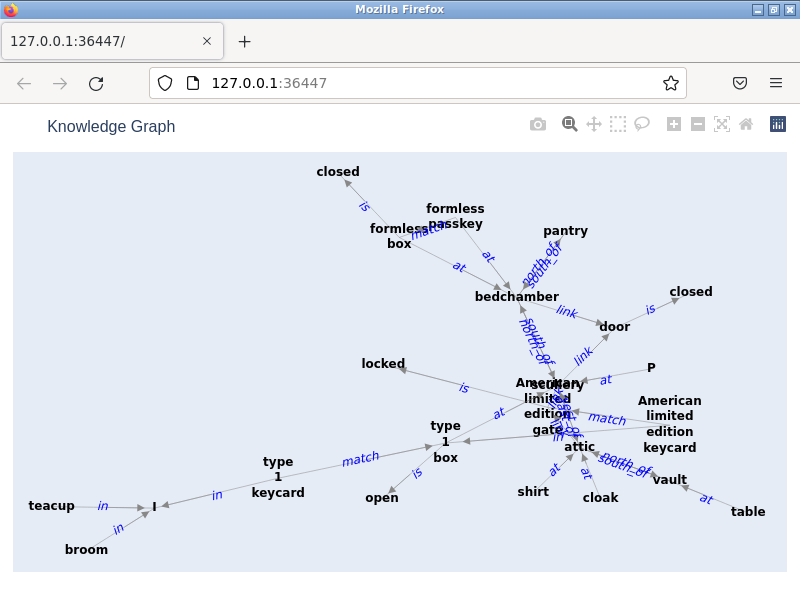 Mozilla Firefox
127.0.0.1:36447/
127.0.0.1:36447
Knowledge Graph
closed
is
formless
passkey
formless
box
match
pantry
at
at
north_of
south_of
bedchamber
closed
link
is
door
south_of
north_of
link
locked
P
at
is
American
limited
edition
gate
scullery
American
limited
edition
keycard
match
at
type
1
box
in
attic
match
type
1
keycard
is
north_of
south_of
vault
at
at
open
shirt
cloak
at
table
teacup
in
I
in
in
broom